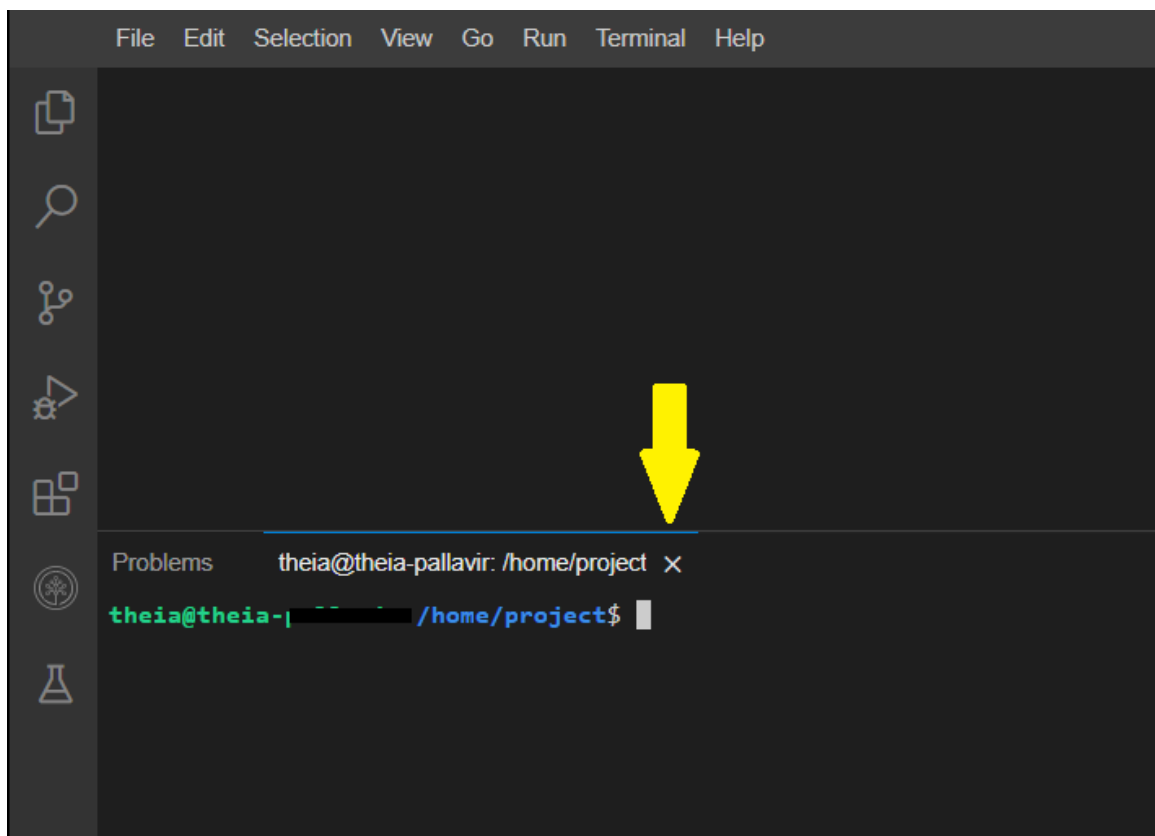 File Edit Selection View Go Run Terminal Help
Problems theia@theia-pallavir: /home/project ×
theia@theia- /home/project$